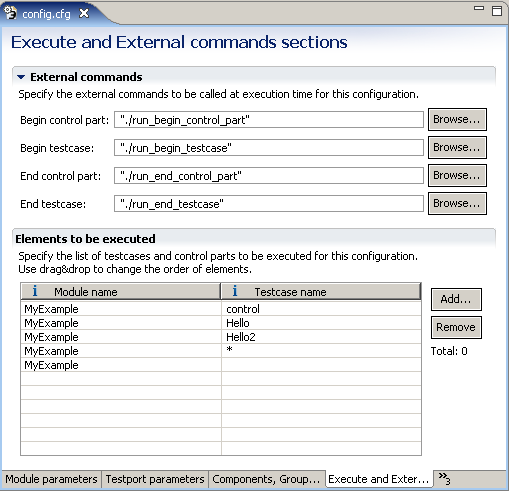 config.cfg
Execute and External commands sections
External commands
Specify the external commands to be called at execution time for this configuration.
Begin control part: "./run_begin_control_part" Browse...
Begin testcase: "./run_begin_testcase" Browse...
End control part: "./run_end_control_part" Browse...
End testcase: "./run_end_testcase" Browse...
Elements to be executed
Specify the list of testcases and control parts to be executed for this configuration.
Use drag&drop to change the order of elements.
i Module name i Testcase name Add...
MyExample control
MyExample Hello Remove
MyExample Hello2
MyExample * Total: 0
MyExample
Module parameters Testport parameters Components, Group... Execute and Exter... »3